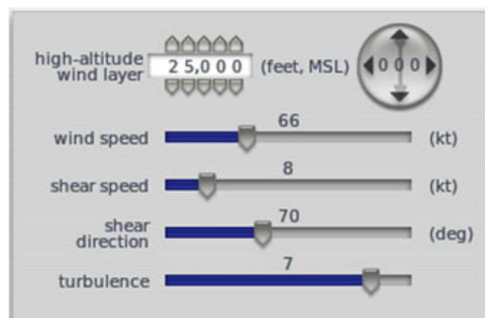 high-altitude
wind layer
25,000
(feet, MSL)
000
66
wind speed
(kt)
8
shear speed
(kt)
70
shear
direction
(deg)
7
turbulence